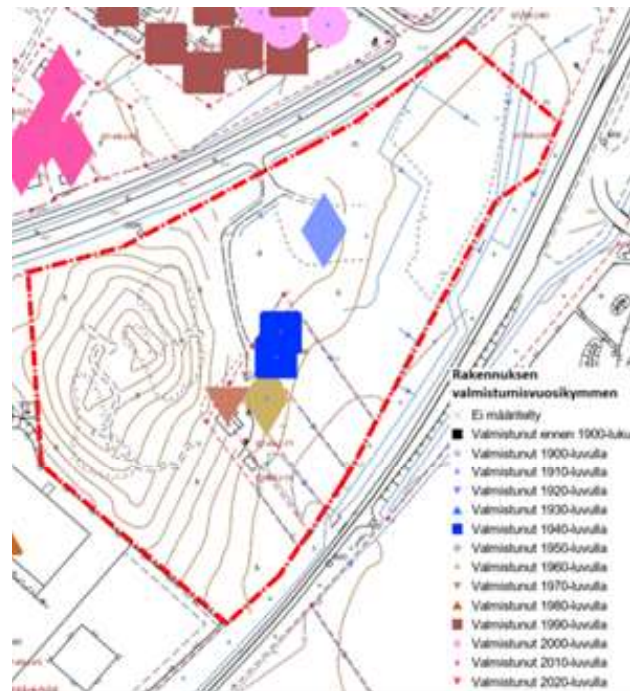 Rakennuksen
valmistumisvuosikymmen
Ei määritelty
Valmistunut ennen 1900-luku
Valmistunut 1900-luvulla
Valmistunut 1910-luvulla
Valmistunut 1920-luvulla
Valmistunut 1930-luvulla
Valmistunut 1940-luvulla
Valmistunut 1950-luvulla
Valmistunut 1960-luvulla
Valmistunut 1970-luvulla
Valmistunut 1980-luvulla
Valmistunut 1990-luvulla
Valmistunut 2000-luvulla
Valmistunut 2010-luvulla
Valmistunut 2020-luvulla